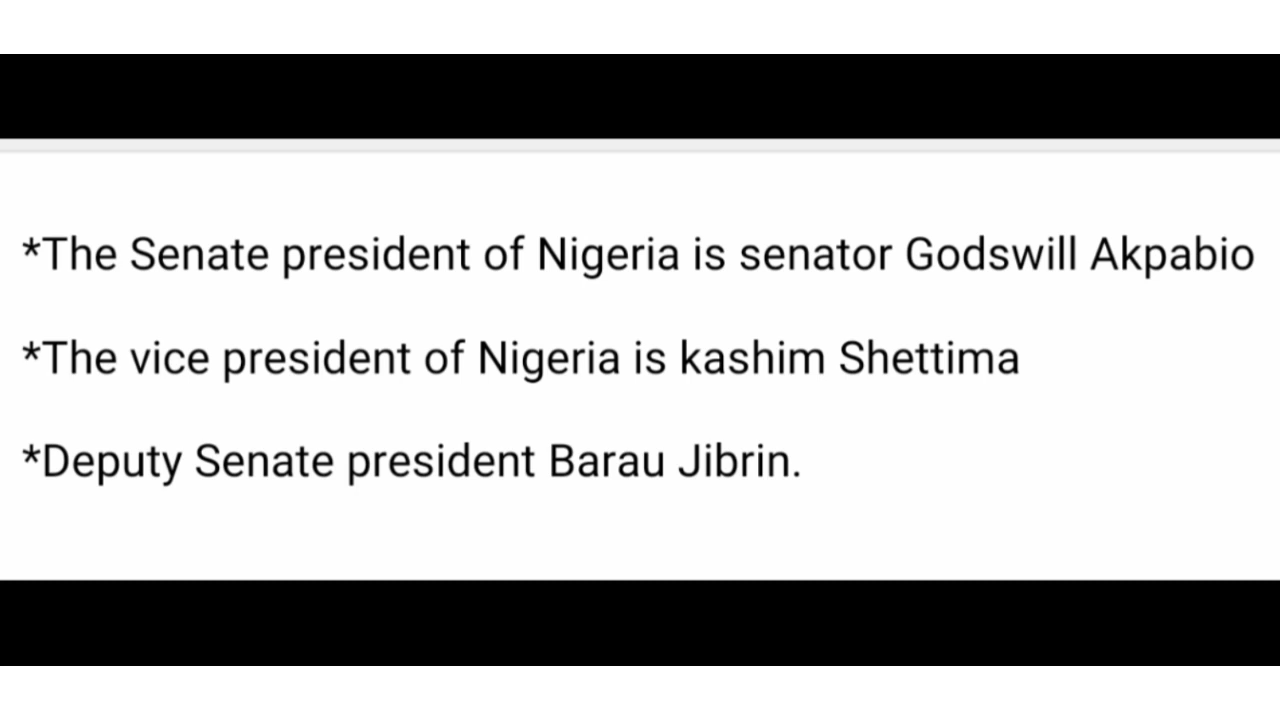 *The Senate president of Nigeria is senator Godswill Akpabio
*The vice president of Nigeria is kashim Shettima
*Deputy Senate president Barau Jibrin.